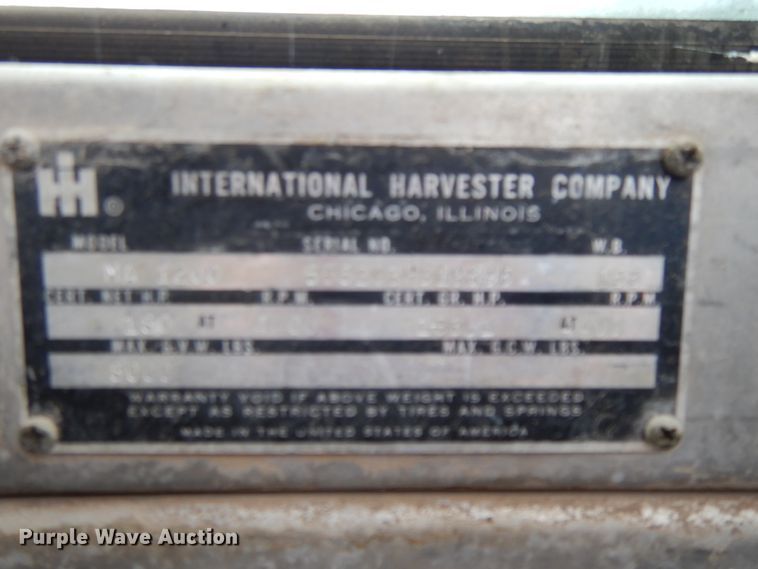 IH ® INTERNATIONAL HARVESTER COMPANY
CHICAGO, ILLINOIS
MODEL SERIAL NO. W.B.
CERT. NET H.P. R.P.M. CERT. GR. H.P. R.P.M.
AT AT
MAX. G.V.W. LBS. MAX. G.C.W. LBS.
WARRANTY VOID IF ABOVE WEIGHT IS EXCEEDED
EXCEPT AS RESTRICTED BY TIRES AND SPRINGS
MADE IN THE UNITED STATES OF AMERICA
Purple Wave Auction